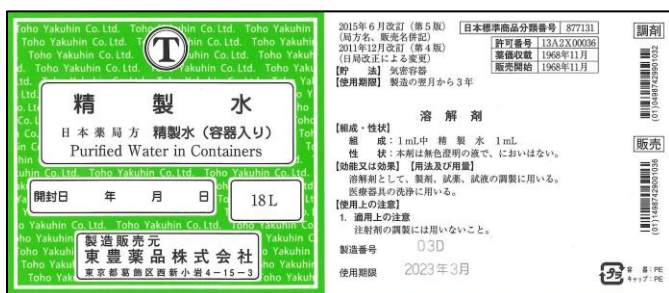 T
精製水
日本薬局方 精製水（容器入り）
Purified Water in Containers
開封日 年 月 日
18L
製造販売元
東豊薬品株式会社
東京都葛飾区西新小岩4－15－3
2015年6月改訂（第5版）
(局方名、販売名併記)
2011年12月改訂（第4版）
(日局改正による変更)
【貯 法】気密容器
【使用期限】製造の翌月から3年
日本標準商品分類番号 877131
許可番号 13A2X00036
薬価収載 1968年11月
販売開始 1968年11月
溶解剤
【組成・性状】
組 成：1mL中 精 製 水 1mL
性 状：本剤は無色澄明の液で、においはない。
【効能又は効果】【用法及び用量】
溶解剤として、製剤、試薬、試液の調製に用いる。
医療器具の洗浄に用いる。
【使用上の注意】
1. 適用上の注意
注射剤の調製には用いないこと。
製造番号 03D
使用期限 2023年3月
調剤
(01)04987429901032
販売
(01)14987429001036
プラ
容 器：PE
キャップ：PE
Toho Yakuhin Co. Ltd.